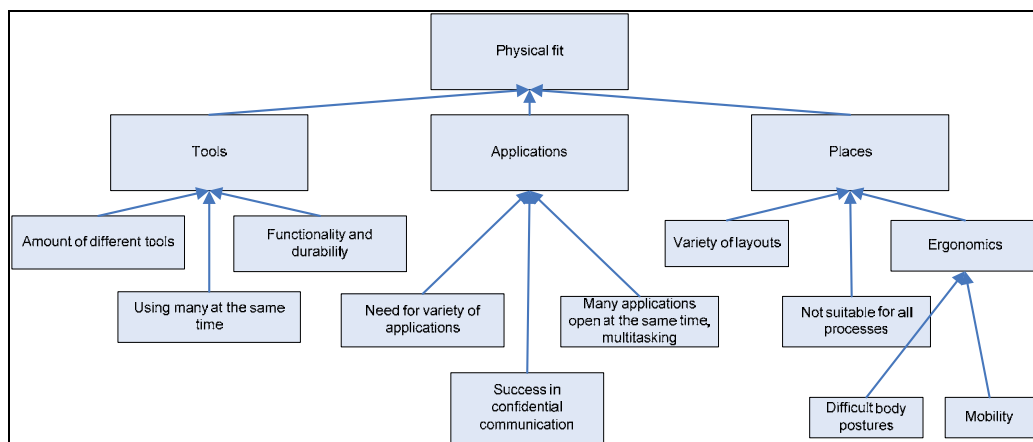 Physical fit
Tools
Applications
Places
Amount of different tools
Functionality and
durability
Using many at the same
time
Need for variety of
applications
Many applications
open at the same time,
multitasking
Success in
confidential
communication
Variety of layouts
Ergonomics
Not suitable for all
processes
Difficult body
postures
Mobility